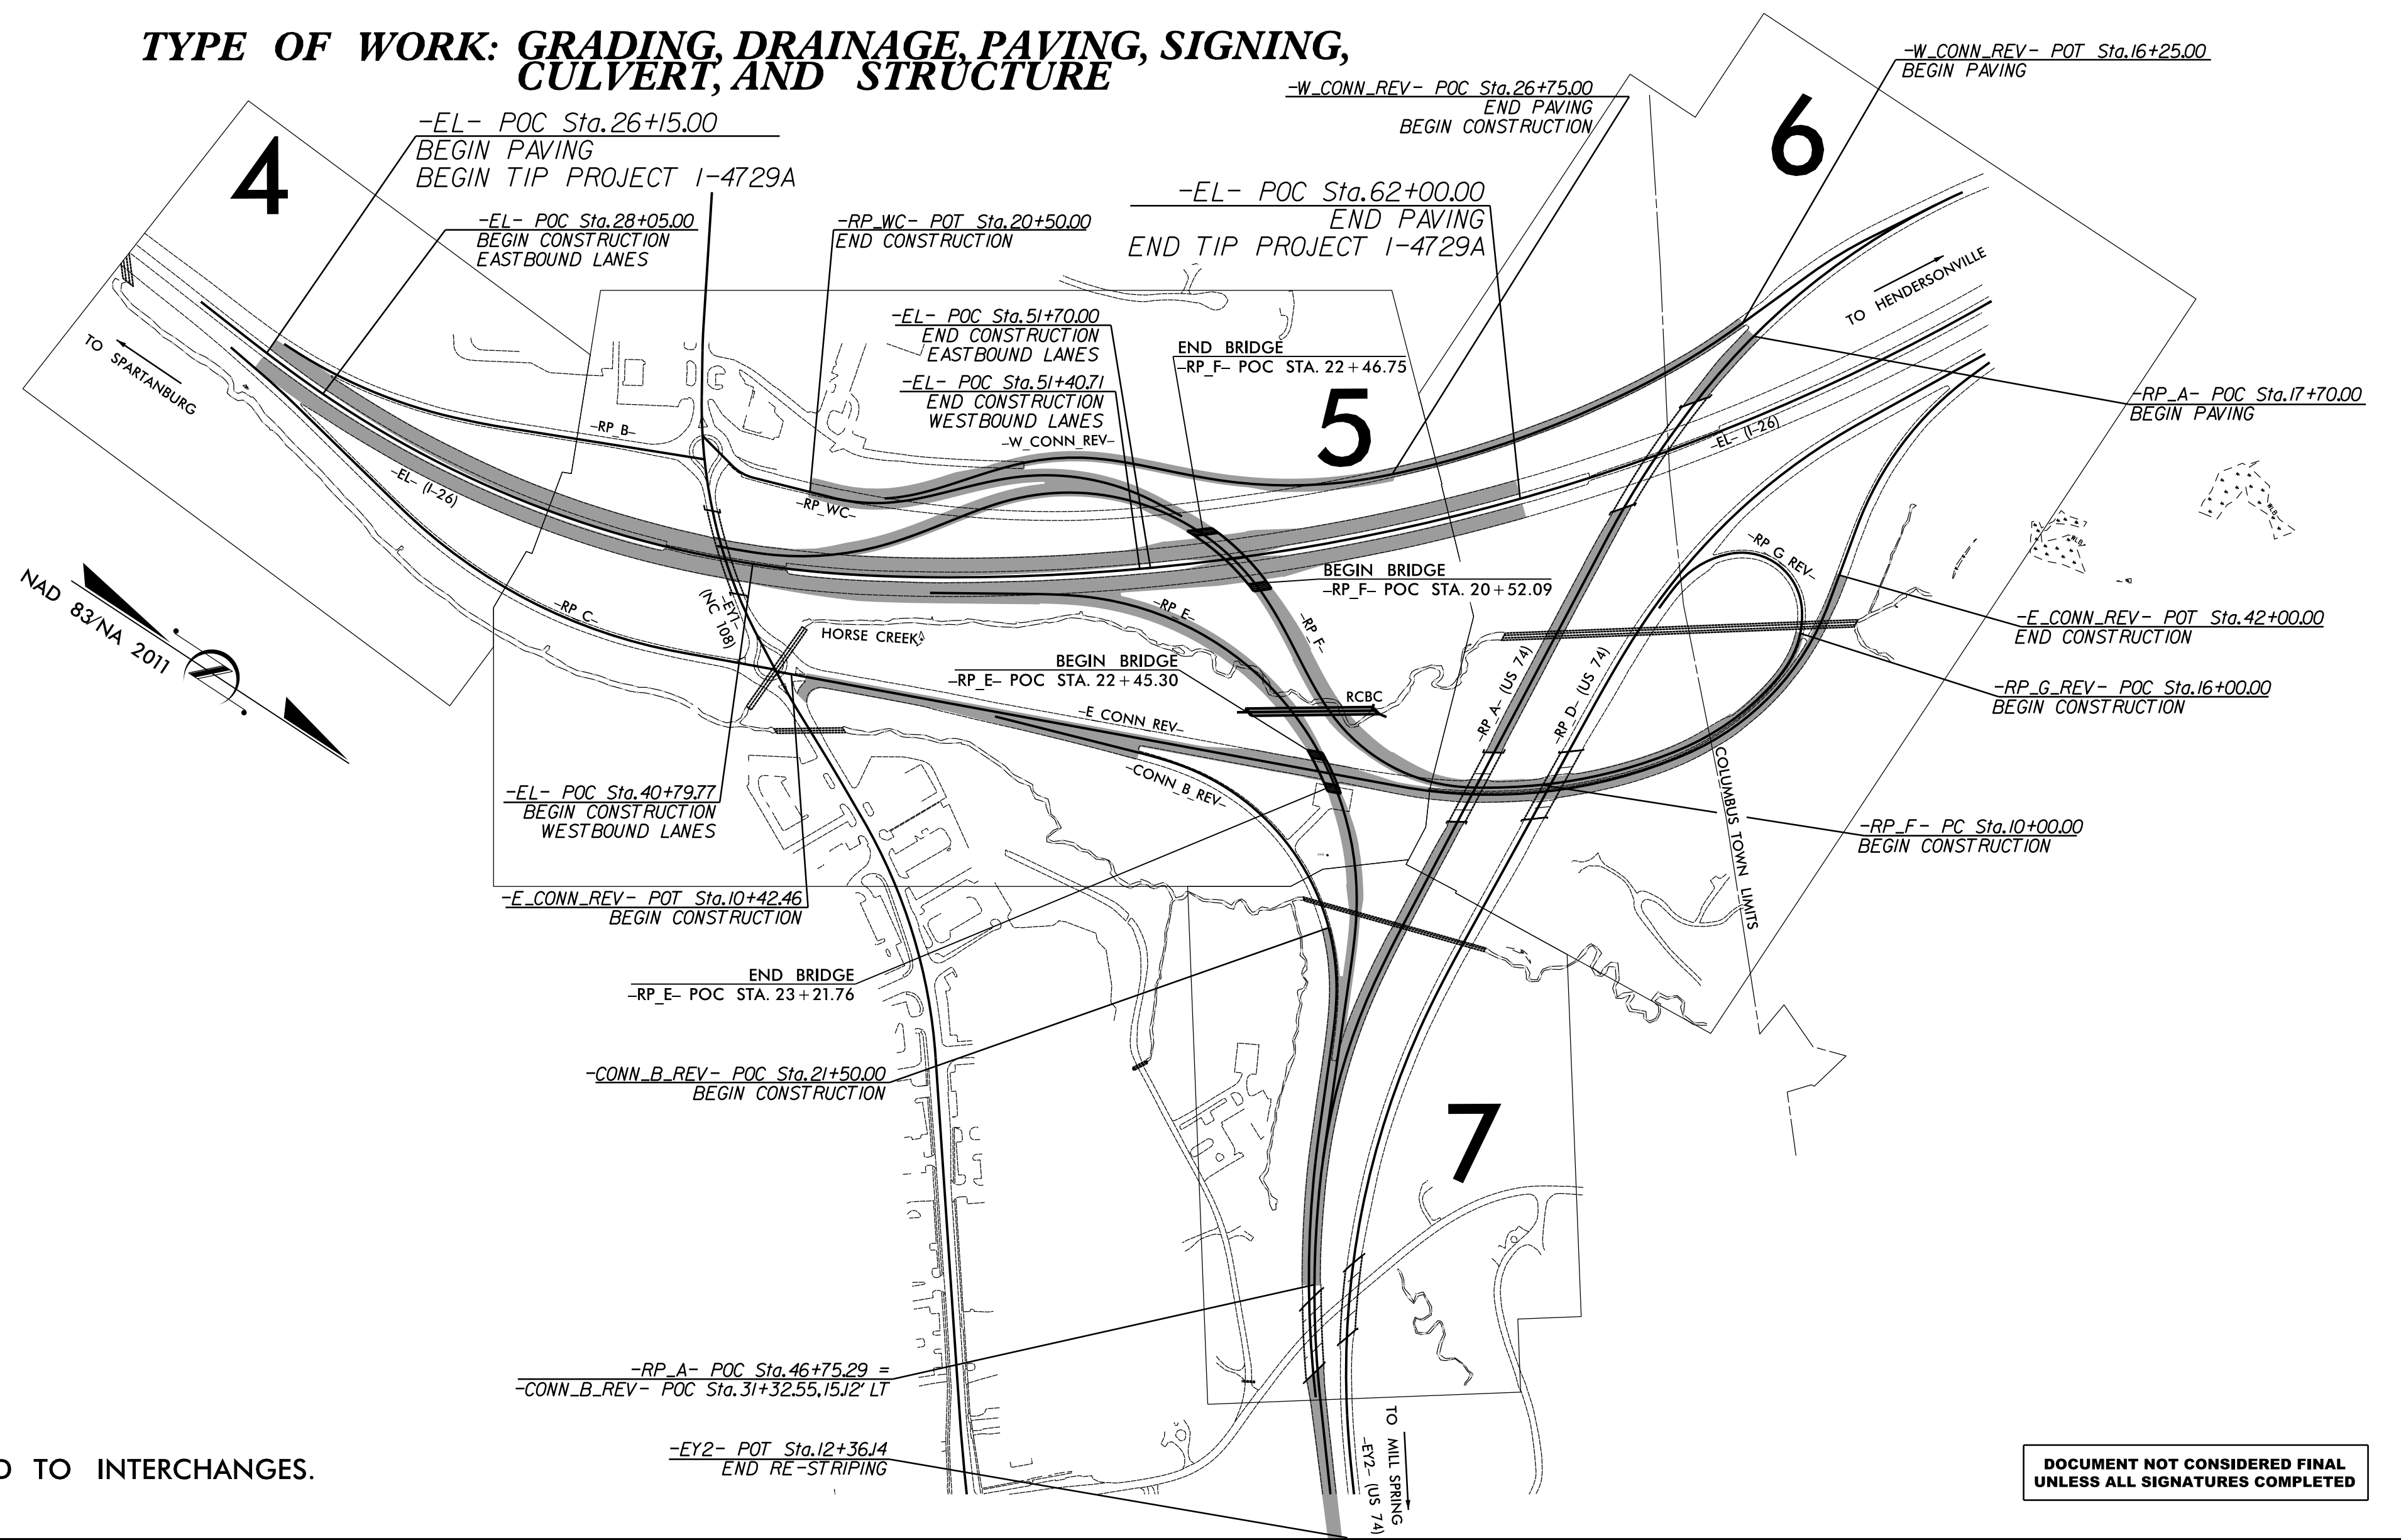 TYPE OF WORK: GRADING, DRAINAGE, PAVING, SIGNING,
CULVERT, AND STRUCTURE
-W_CONN_REV- POT Sta.16+25.00
BEGIN PAVING
-W_CONN_REV- POC Sta.26+75.00
END PAVING
BEGIN CONSTRUCTION
4
6
-EL- POC Sta.26+15.00
BEGIN PAVING
BEGIN TIP PROJECT I-4729A
-EL- POC Sta.62+00.00
END PAVING
END TIP PROJECT I-4729A
-EL- POC Sta.28+05.00
BEGIN CONSTRUCTION
EASTBOUND LANES
-RP_WC- POT Sta.20+50.00
END CONSTRUCTION
TO HENDERSONVILLE
-EL- POC Sta.51+70.00
END CONSTRUCTION
EASTBOUND LANES
END BRIDGE
-RP_F- POC STA. 22+46.75
-EL- POC Sta.51+40.71
END CONSTRUCTION
WESTBOUND LANES
5
TO SPARTANBURG
-RP_A- POC Sta.17+70.00
BEGIN PAVING
-RP_B-
-W_CONN_REV-
-EL- (I-26)
-EL- (I-26)
-RP_WC-
WLB
WLB
-RP_G_REV-
BEGIN BRIDGE
-RP_F- POC STA. 20+52.09
NAD 83/NA 2011
-RP_C-
-EY1-
(NC 108)
HORSE CREEK
-RP_E-
-RP_F-
-E_CONN_REV- POT Sta.42+00.00
END CONSTRUCTION
BEGIN BRIDGE
-RP_E- POC STA. 22+45.30
RCBC
-RP_A- (US 74)
-RP_D- (US 74)
-RP_G_REV- POC Sta.16+00.00
BEGIN CONSTRUCTION
-E_CONN_REV-
-CONN_B_REV-
COLUMBUS TOWN LIMITS
-EL- POC Sta.40+79.77
BEGIN CONSTRUCTION
WESTBOUND LANES
-RP_F- PC Sta.10+00.00
BEGIN CONSTRUCTION
-E_CONN_REV- POT Sta.10+42.46
BEGIN CONSTRUCTION
END BRIDGE
-RP_E- POC STA. 23+21.76
-CONN_B_REV- POC Sta.21+50.00
BEGIN CONSTRUCTION
7
-RP_A- POC Sta.46+75.29 =
-CONN_B_REV- POC Sta.31+32.55,15.12' LT
-EY2- POT Sta.12+36.14
END RE-STRIPING
TO MILL SPRING
-EY2- (US 74)
D TO INTERCHANGES.
DOCUMENT NOT CONSIDERED FINAL
UNLESS ALL SIGNATURES COMPLETED